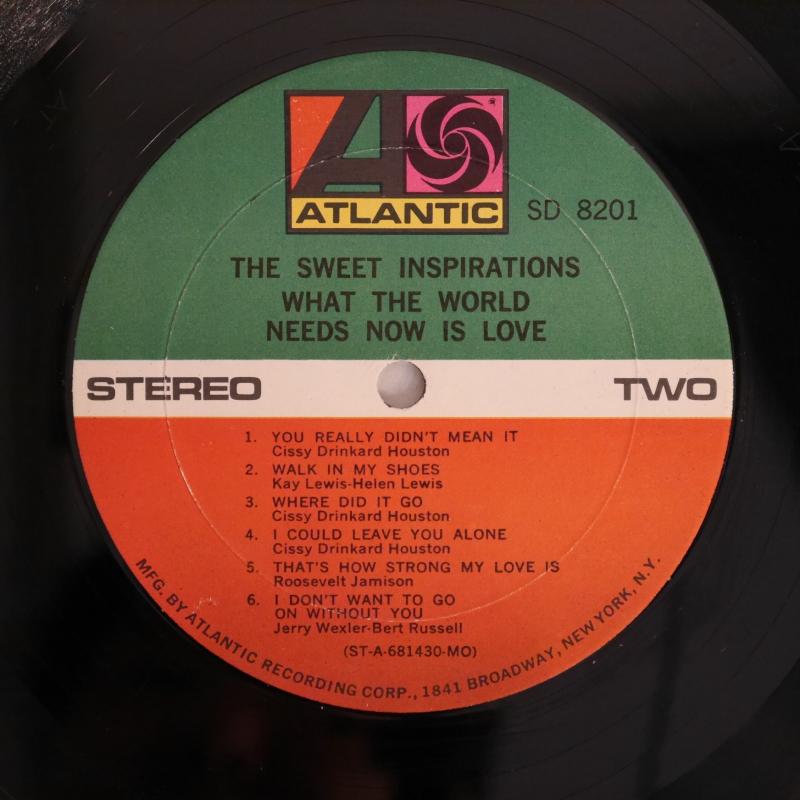 ATLANTIC
SD 8201
THE SWEET INSPIRATIONS
WHAT THE WORLD
NEEDS NOW IS LOVE
STEREO
TWO
1. YOU REALLY DIDN'T MEAN IT
Cissy Drinkard Houston
2. WALK IN MY SHOES
Kay Lewis-Helen Lewis
3. WHERE DID IT GO
Cissy Drinkard Houston
4. I COULD LEAVE YOU ALONE
Cissy Drinkard Houston
5. THAT'S HOW STRONG MY LOVE IS
Roosevelt Jamison
6. I DON'T WANT TO GO
ON WITHOUT YOU
Jerry Wexler-Bert Russell
(ST-A-681430-MO)
MFG. BY ATLANTIC RECORDING CORP., 1841 BROADWAY, NEW YORK, N.Y.